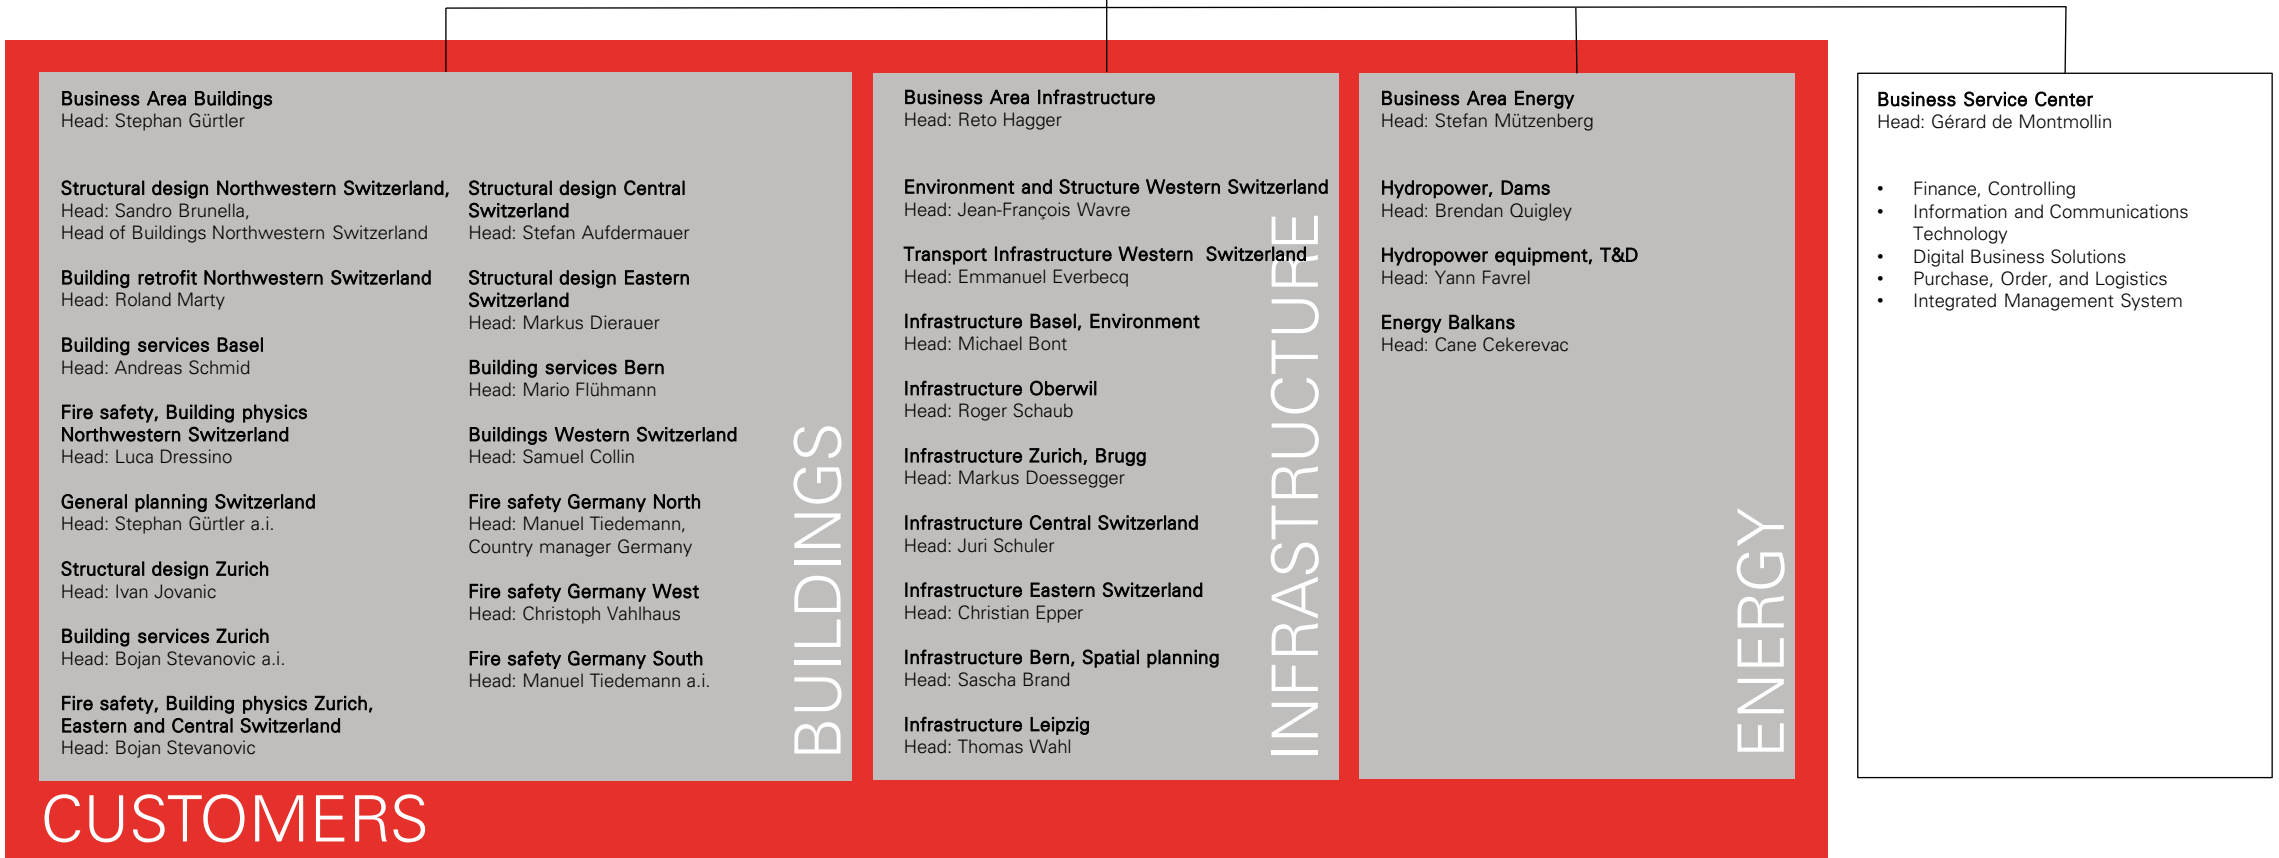 Business Area Buildings
Head: Stephan Gürtler
Structural design Northwestern Switzerland,
Head: Sandro Brunella,
Head of Buildings Northwestern Switzerland
Building retrofit Northwestern Switzerland
Head: Roland Marty
Building services Basel
Head: Andreas Schmid
Fire safety, Building physics
Northwestern Switzerland
Head: Luca Dressino
General planning Switzerland
Head: Stephan Gürtler a.i.
Structural design Zurich
Head: Ivan Jovanic
Building services Zurich
Head: Bojan Stevanovic a.i.
Fire safety, Building physics Zurich,
Eastern and Central Switzerland
Head: Bojan Stevanovic
Structural design Central
Switzerland
Head: Stefan Aufdermauer
Structural design Eastern
Switzerland
Head: Markus Dierauer
Building services Bern
Head: Mario Flühmann
Buildings Western Switzerland
Head: Samuel Collin
Fire safety Germany North
Head: Manuel Tiedemann,
Country manager Germany
Fire safety Germany West
Head: Christoph Vahlhaus
Fire safety Germany South
Head: Manuel Tiedemann a.i.
BUILDINGS
Business Area Infrastructure
Head: Reto Hagger
Environment and Structure Western Switzerland
Head: Jean-François Wavre
Transport Infrastructure Western  Switzerland
Head: Emmanuel Everbecq
Infrastructure Basel, Environment
Head: Michael Bont
Infrastructure Oberwil
Head: Roger Schaub
Infrastructure Zurich, Brugg
Head: Markus Doessegger
Infrastructure Central Switzerland
Head: Juri Schuler
Infrastructure Eastern Switzerland
Head: Christian Epper
Infrastructure Bern, Spatial planning
Head: Sascha Brand
Infrastructure Leipzig
Head: Thomas Wahl
INFRASTRUCTURE
Business Area Energy
Head: Stefan Mützenberg
Hydropower, Dams
Head: Brendan Quigley
Hydropower equipment, T&D
Head: Yann Favrel
Energy Balkans
Head: Cane Cekerevac
ENERGY
CUSTOMERS
Business Service Center
Head: Gérard de Montmollin
• Finance, Controlling
• Information and Communications
Technology
• Digital Business Solutions
• Purchase, Order, and Logistics
• Integrated Management System